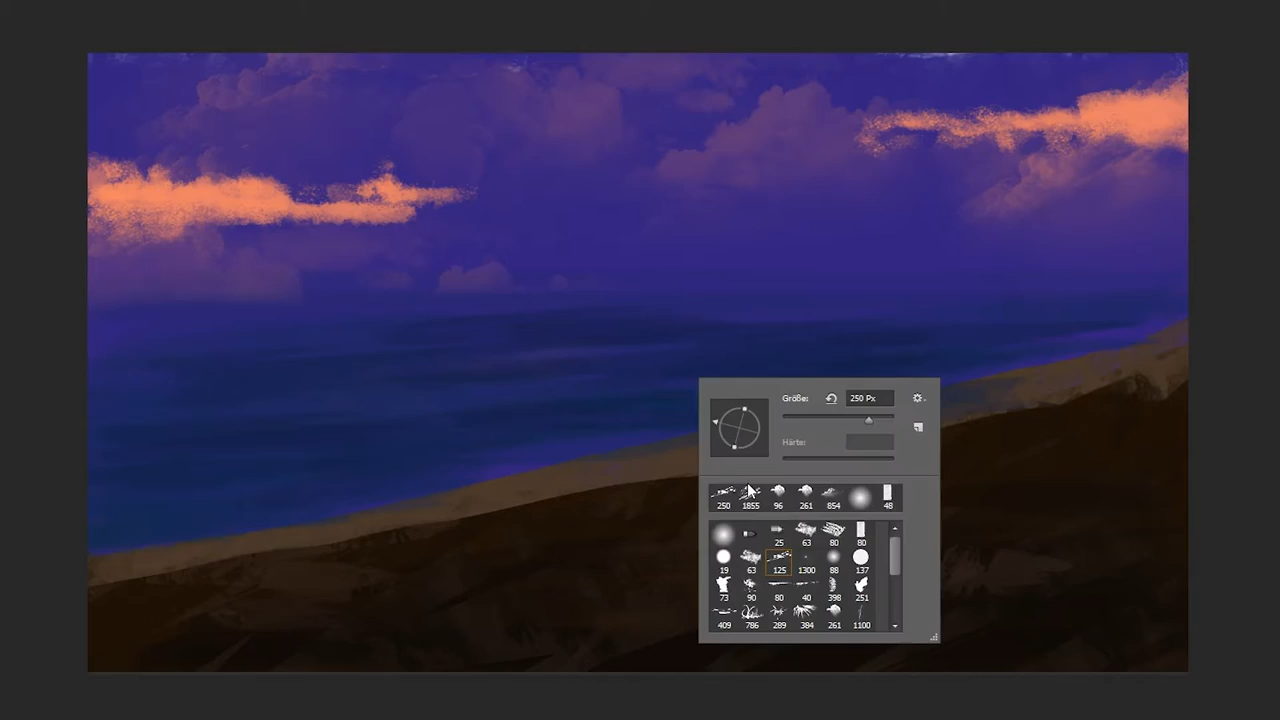 Größe: 250 Px
Härte:
250 1855 96 261 854 48
25 63 80 80
19 63 125 1300 88 137
73 90 80 40 398 251
409 786 289 384 261 1100